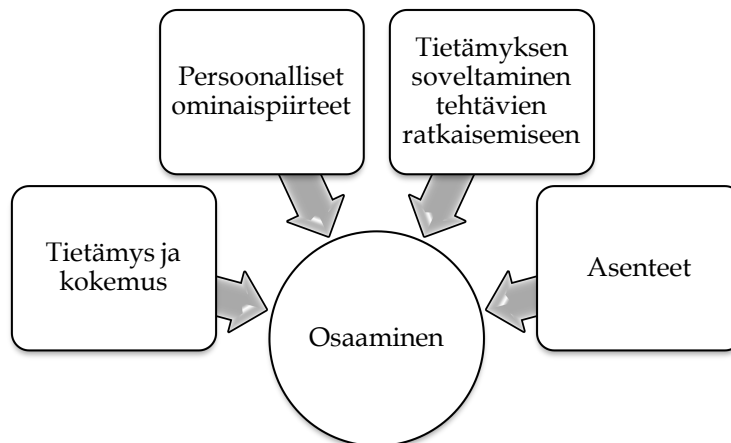 Persoonalliset
ominaispiirteet
Tietämyksen
soveltaminen
tehtävien
ratkaisemiseen
Tietämys ja
kokemus
Asenteet
Osaaminen